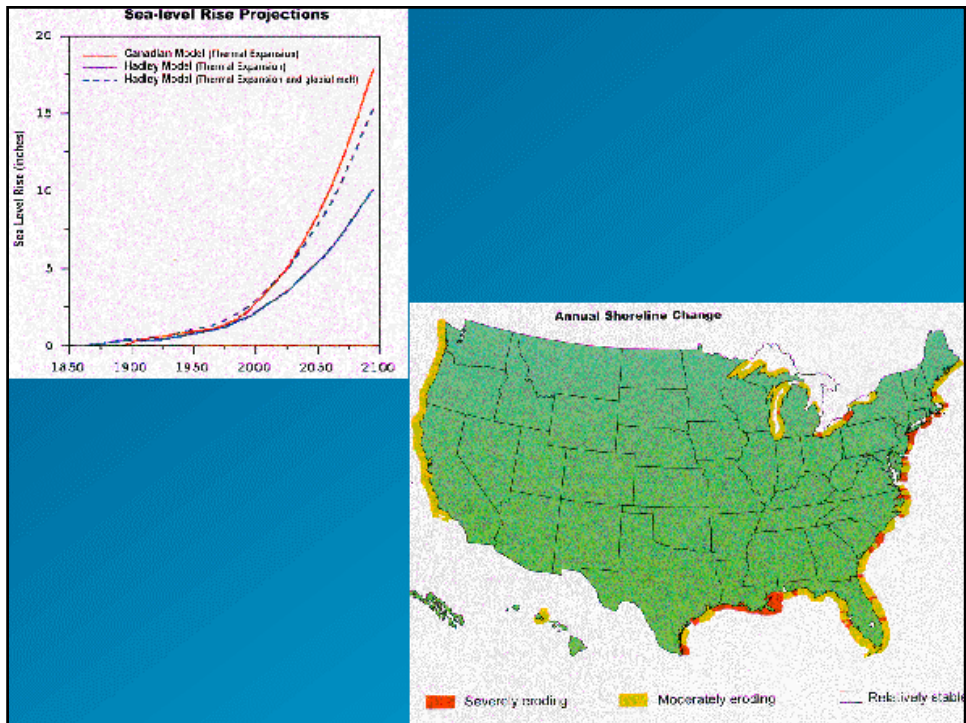 Sea-level Rise Projections
20
Canadian Model (Thermal Expansion)
Hadley Model (Thermal Expansion)
Hadley Model (Thermal Expansion and glacial melt)
15
Sea Level Rise (inches)
10
5
0
1850 1900 1950 2000 2050 2100
Annual Shoreline Change
Severely eroding Moderately eroding Relatively stable